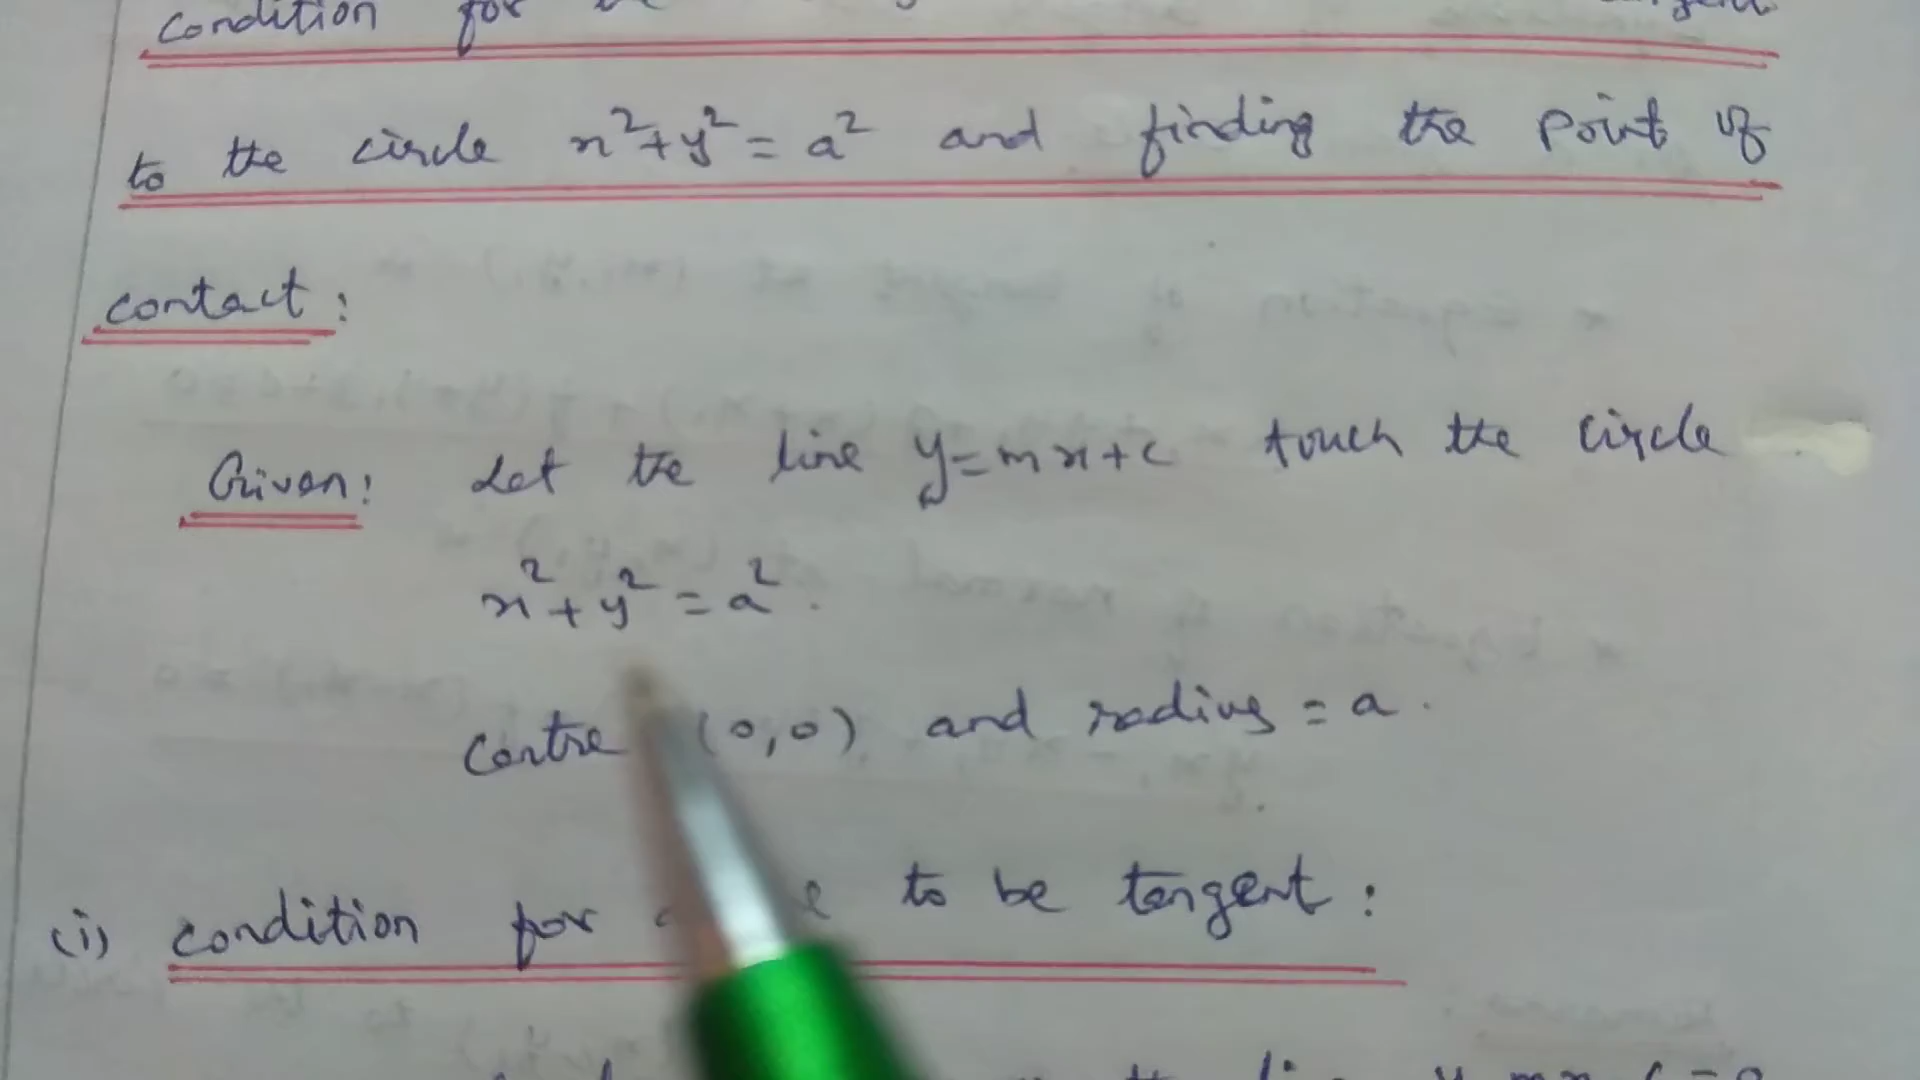 condition for
to the circle x²+y² = a² and finding the point of
contact :
Given: Let the line y=mx+c touch the circle
x²+y² = a².
Centre (0,0) and radius = a.
(i) condition for to be tangent :